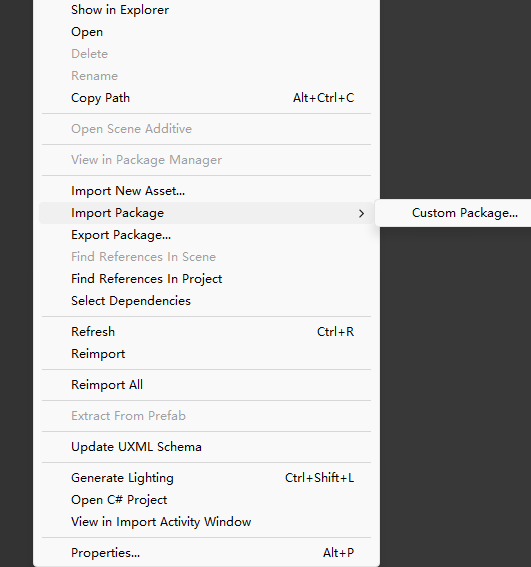 Show in Explorer
Open
Delete
Rename
Copy Path Alt+Ctrl+C
Open Scene Additive
View in Package Manager
Import New Asset...
Import Package Custom Package...
Export Package...
Find References In Scene
Find References In Project
Select Dependencies
Refresh Ctrl+R
Reimport
Reimport All
Extract From Prefab
Update UXML Schema
Generate Lighting Ctrl+Shift+L
Open C# Project
View in Import Activity Window
Properties... Alt+P